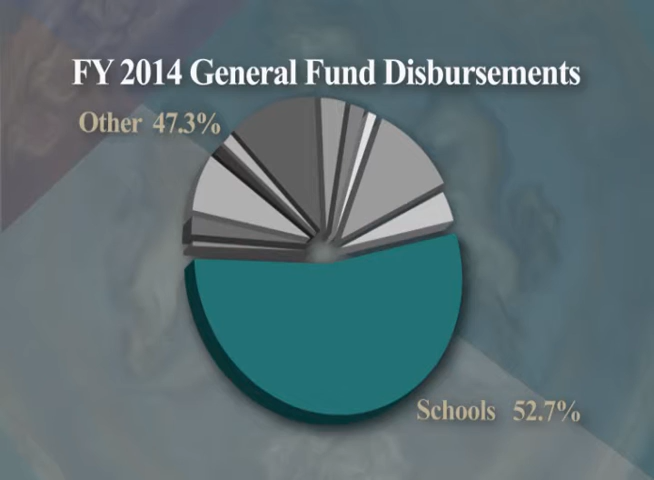 FY 2014 General Fund Disbursements
Other 47.3%
Schools 52.7%